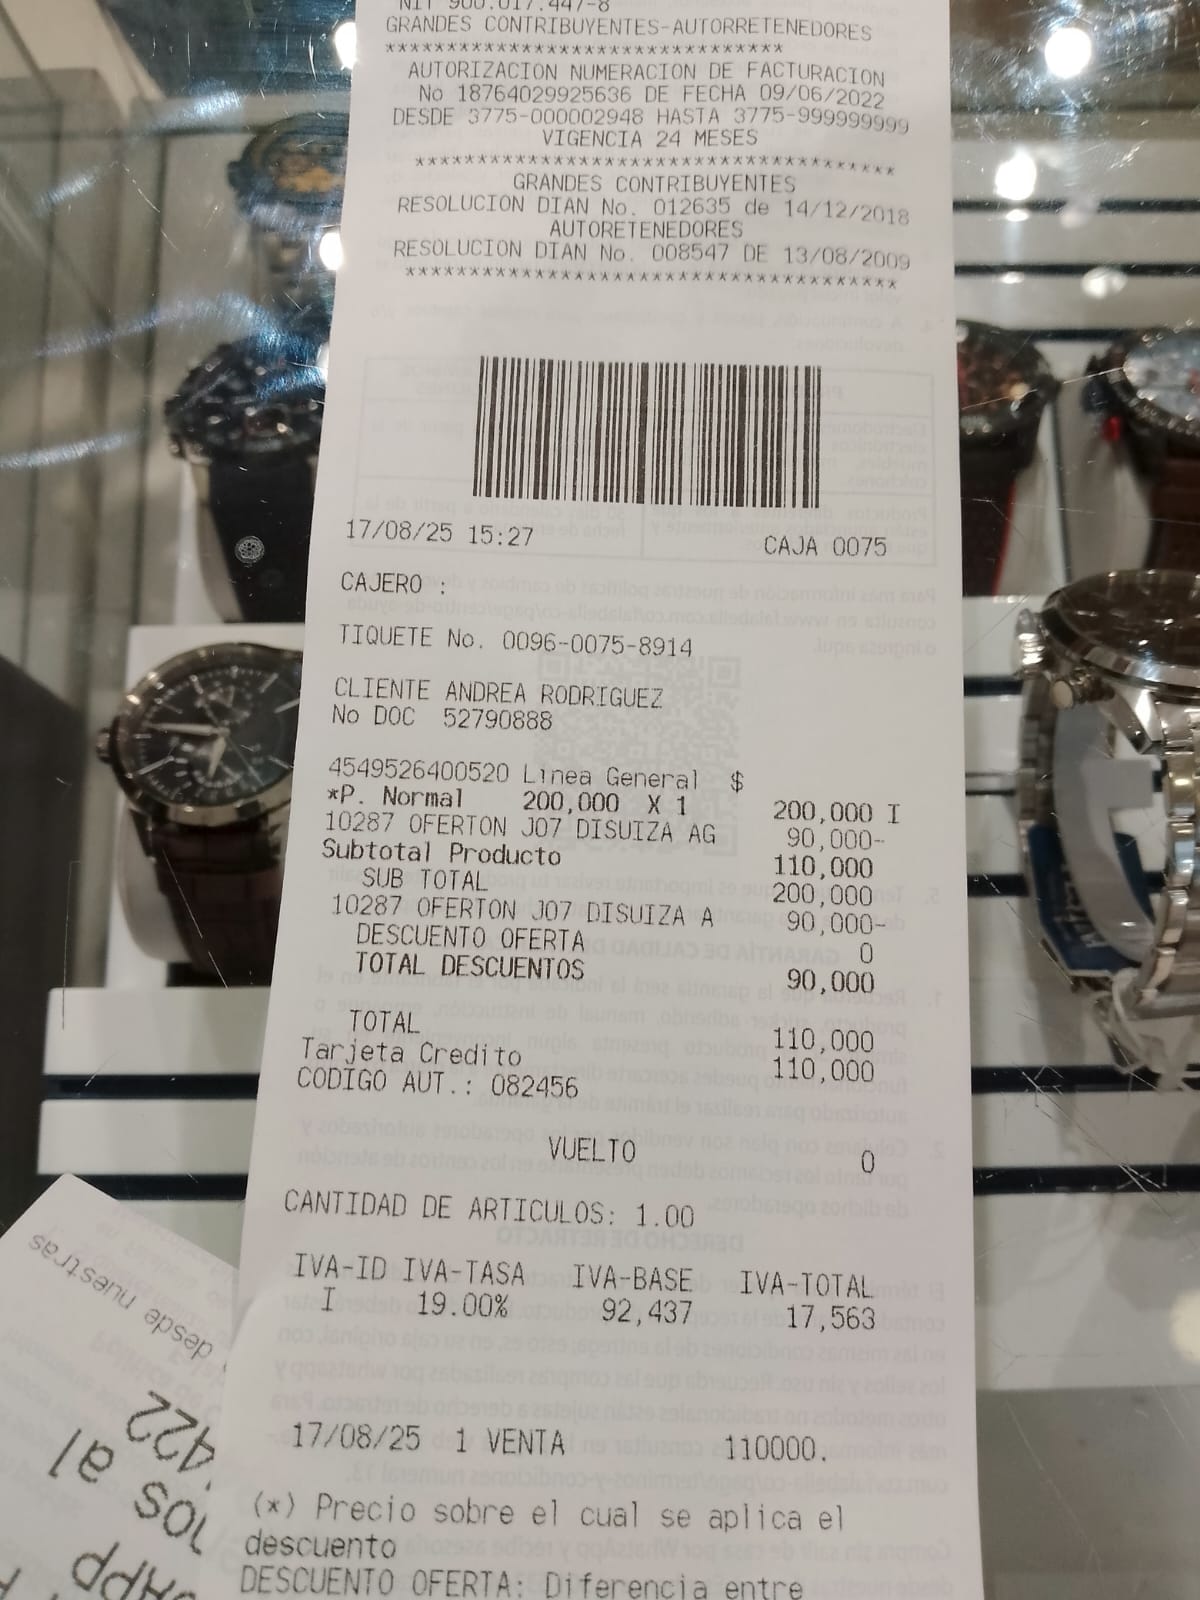 NIT 900.017.447-8
GRANDES CONTRIBUYENTES-AUTORRETENEDORES
********************************
AUTORIZACION NUMERACION DE FACTURACION
No 18764029925636 DE FECHA 09/06/2022
DESDE 3775-000002948 HASTA 3775-999999999
VIGENCIA 24 MESES
***************************************
GRANDES CONTRIBUYENTES
RESOLUCION DIAN No. 012635 de 14/12/2018
AUTORETENEDORES
RESOLUCION DIAN No. 008547 DE 13/08/2009
****************************************
17/08/25 15:27 CAJA 0075
CAJERO :
TIQUETE No. 0096-0075-8914
CLIENTE ANDREA RODRIGUEZ
No DOC 52790888
4549526400520 Linea General $
*P. Normal 200,000 X 1 200,000 I
10287 OFERTON J07 DISUIZA AG 90,000-
Subtotal Producto 110,000
SUB TOTAL 200,000
10287 OFERTON J07 DISUIZA A 90,000-
DESCUENTO OFERTA 0
TOTAL DESCUENTOS 90,000
TOTAL 110,000
Tarjeta Credito 110,000
CODIGO AUT.: 082456
VUELTO 0
CANTIDAD DE ARTICULOS: 1.00
IVA-ID IVA-TASA IVA-BASE IVA-TOTAL
I 19.00% 92,437 17,563
17/08/25 1 VENTA 110000.
(*) Precio sobre el cual se aplica el
descuento
DESCUENTO OFERTA: Diferencia entre
desde nuestras
422
os al